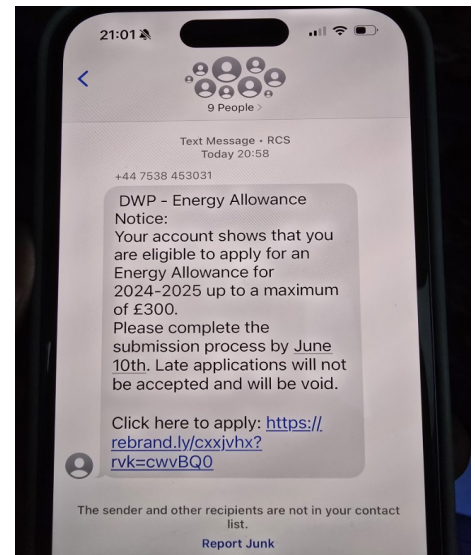 21:01
9 People >
Text Message • RCS
Today 20:58
+44 7538 453031
DWP - Energy Allowance
Notice:
Your account shows that you
are eligible to apply for an
Energy Allowance for
2024-2025 up to a maximum
of £300.
Please complete the
submission process by June
10th. Late applications will not
be accepted and will be void.
Click here to apply: https://
rebrand.ly/cxxjvhx?
rvk=cwvBQ0
The sender and other recipients are not in your contact
list.
Report Junk